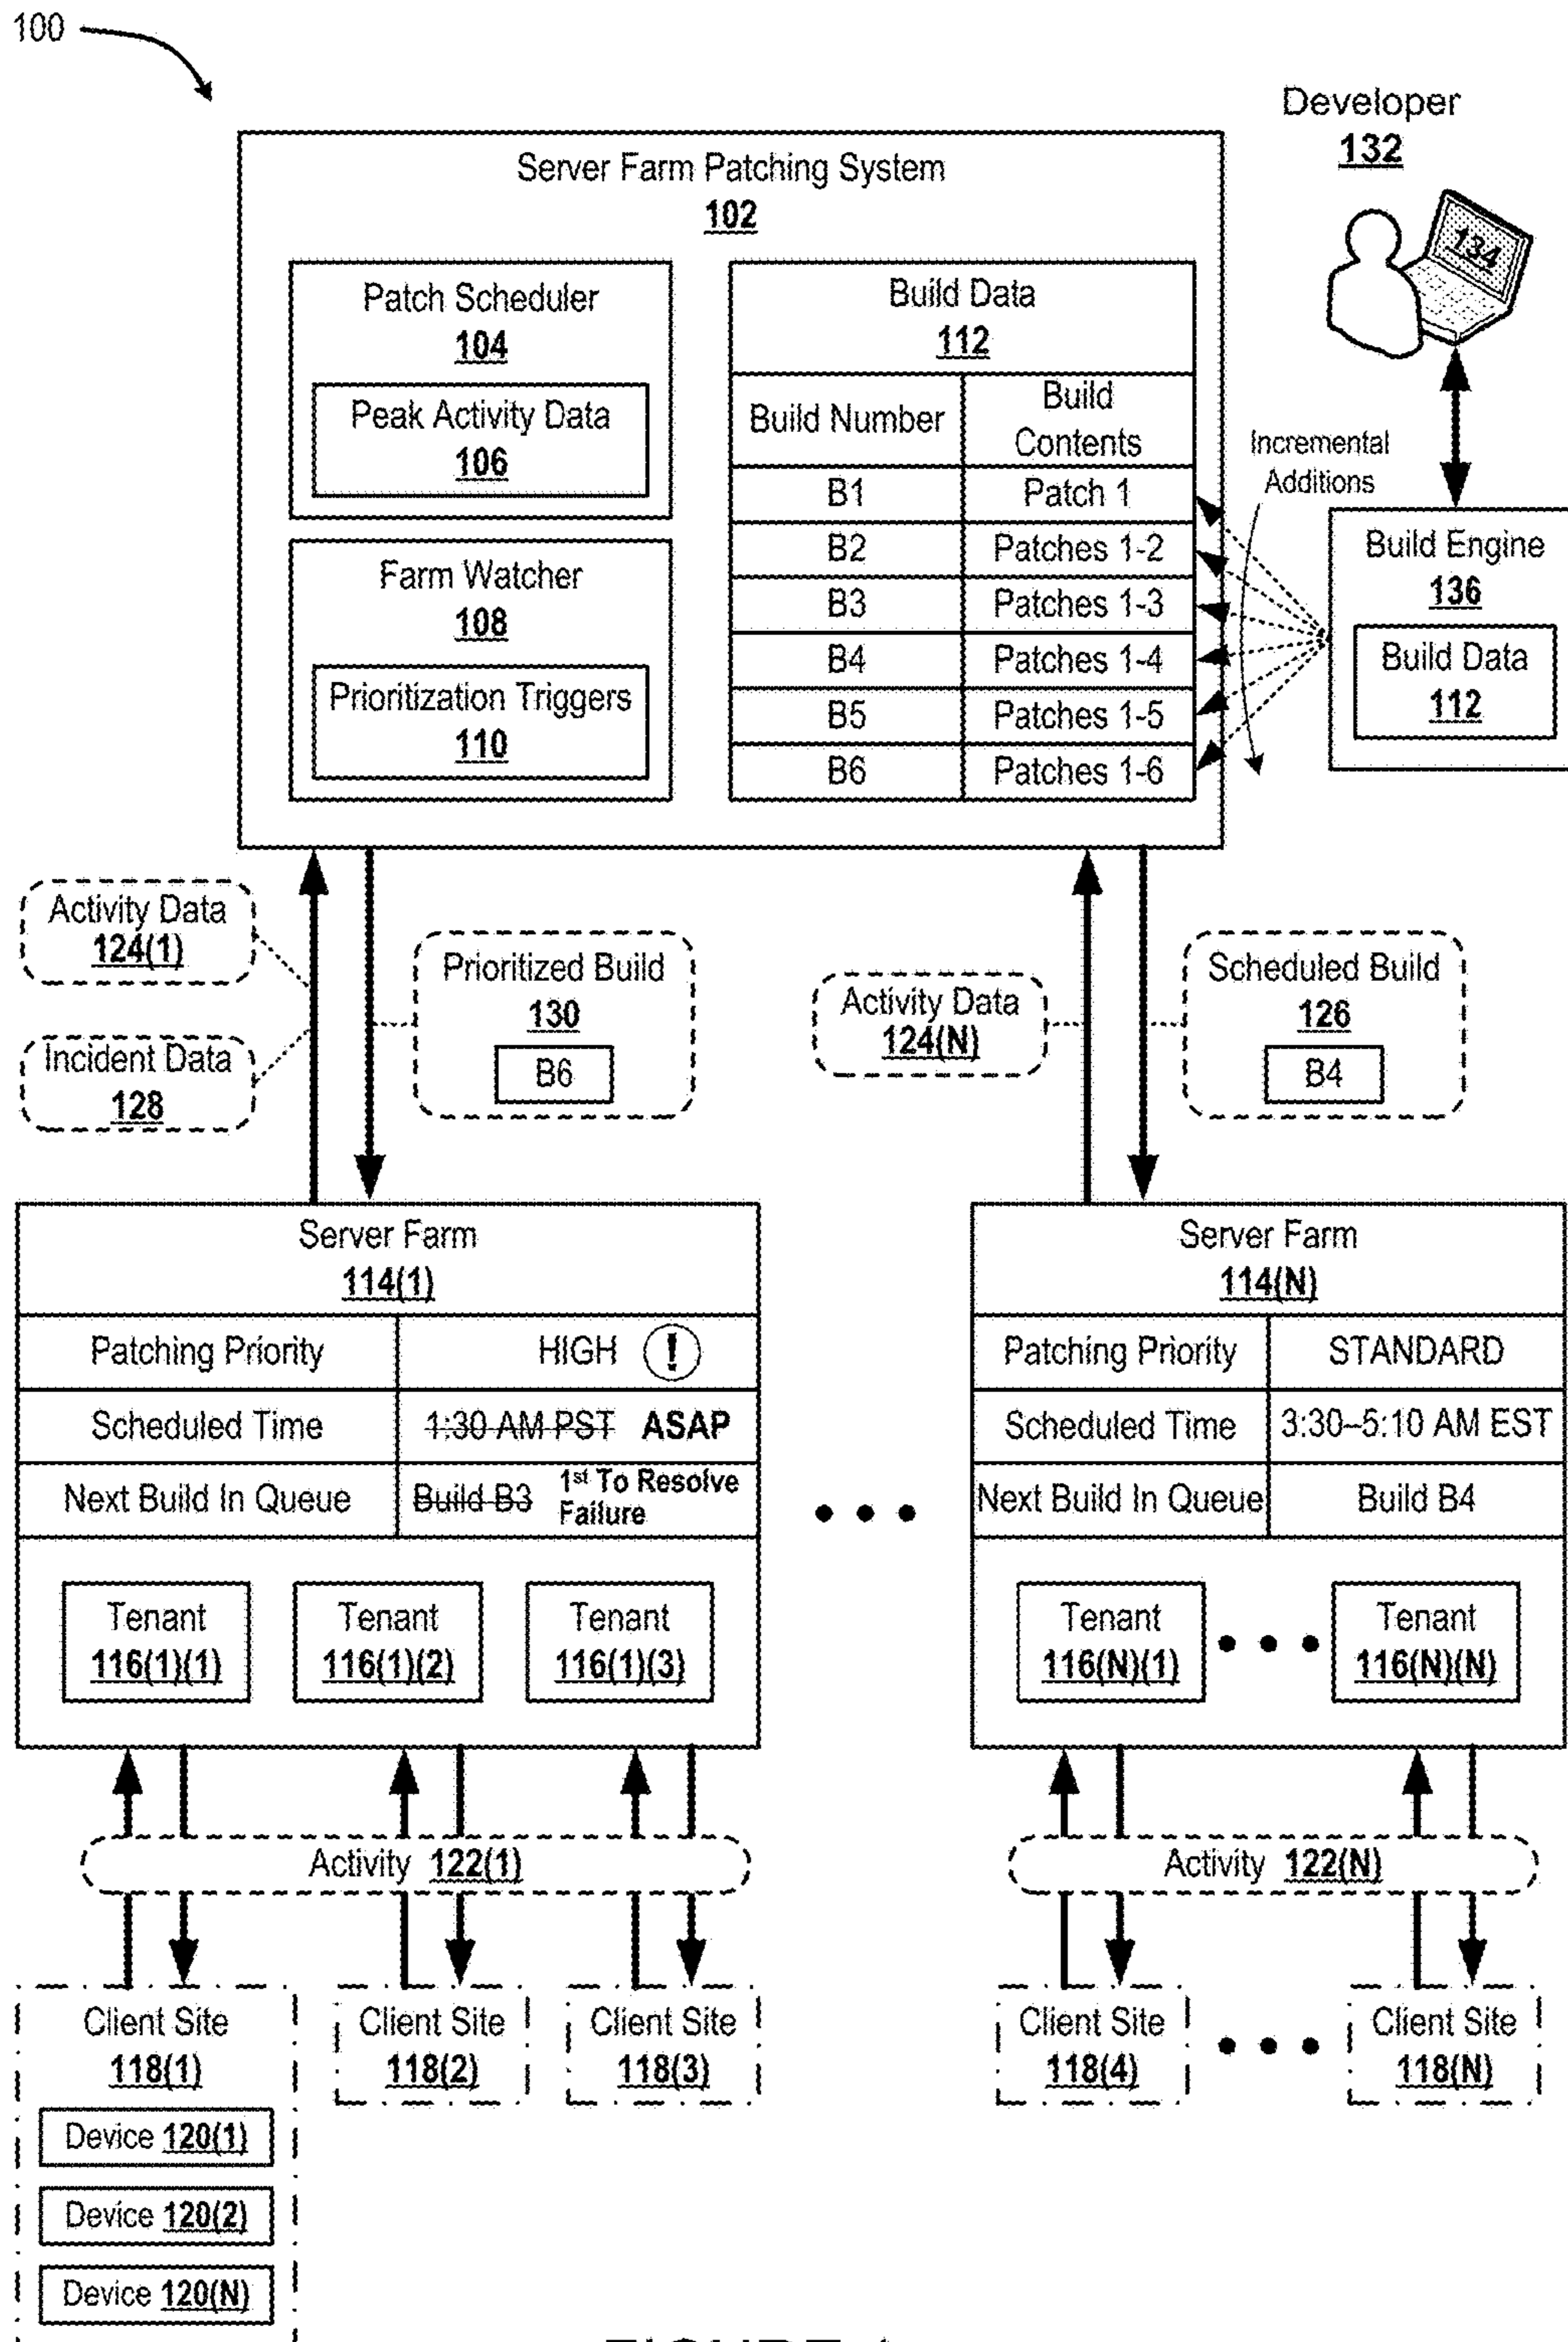 100
Developer
132
134
Server Farm Patching System
102
Patch Scheduler
104
Peak Activity Data
106
Farm Watcher
108
Prioritization Triggers
110
Build Data
112
Build Number
Build
Contents
B1
Patch 1
B2
Patches 1-2
B3
Patches 1-3
B4
Patches 1-4
B5
Patches 1-5
B6
Patches 1-6
Incremental
Additions
Build Engine
136
Build Data
112
Activity Data
124(1)
Incident Data
128
Prioritized Build
130
B6
Activity Data
124(N)
Scheduled Build
126
B4
Server Farm
114(1)
Patching Priority
HIGH !
Scheduled Time
1:30 AM PST ASAP
Next Build In Queue
Build B3 1st To Resolve
Failure
Tenant
116(1)(1)
Tenant
116(1)(2)
Tenant
116(1)(3)
Server Farm
114(N)
Patching Priority
STANDARD
Scheduled Time
3:30–5:10 AM EST
Next Build In Queue
Build B4
Tenant
116(N)(1)
Tenant
116(N)(N)
Activity 122(1)
Activity 122(N)
Client Site
118(1)
Device 120(1)
Device 120(2)
Device 120(N)
Client Site
118(2)
Client Site
118(3)
Client Site
118(4)
Client Site
118(N)